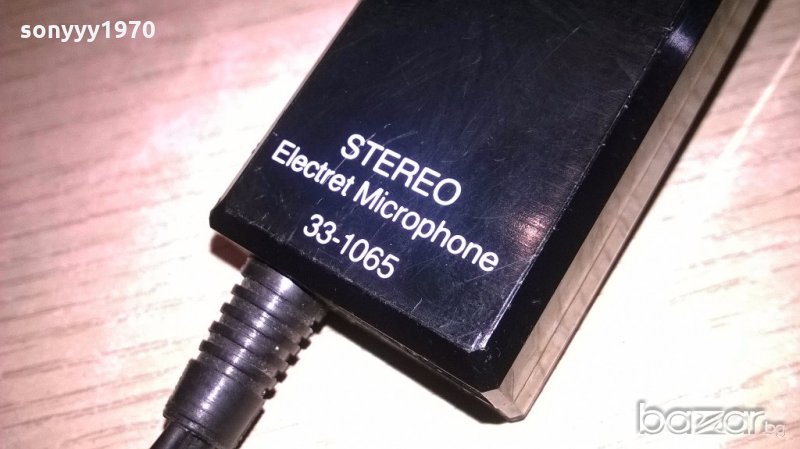 sonyyy1970
STEREO
Electret Microphone
33-1065
bazar.bg